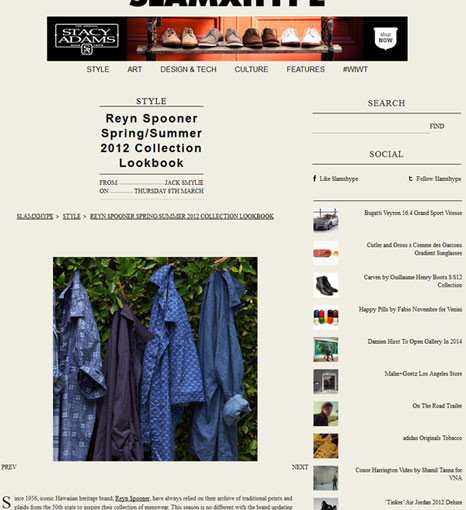 SLAMXHYPE
THE ORIGINAL
STACY
ADAMS
shop
NOW
STYLE ART DESIGN & TECH CULTURE FEATURES #WIWT
STYLE
Reyn Spooner
Spring/Summer
2012 Collection
Lookbook
FROM JACK SMYLIE
ON THURSDAY 8TH MARCH
SLAMXHYPE > STYLE > REYN SPOONER SPRING/SUMMER 2012 COLLECTION LOOKBOOK
PREV NEXT
Since 1956, iconic Hawaiian heritage brand, Reyn Spooner, have always relied on their archive of traditional prints and
plaids from the 50th state to inspire their collection of menswear. This season is no different with the brand updating
SEARCH
FIND
SOCIAL
Like Slamxhype Follow Slamxhype
Bugatti Veyron 16.4 Grand Sport Vitesse
Cutler and Gross x Comme des Garcons
Gradient Sunglasses
Carven by Guillaume Henry Boots S/S12
Collection
Happy Pills by Fabio Novembre for Venini
Damien Hirst To Open Gallery In 2014
Malin+Goetz Los Angeles Store
On The Road Trailer
adidas Originals Tobacco
Conor Harrington Video by Shamil Tanna for
VNA
'Tinker' Air Jordan 2012 Deluxe